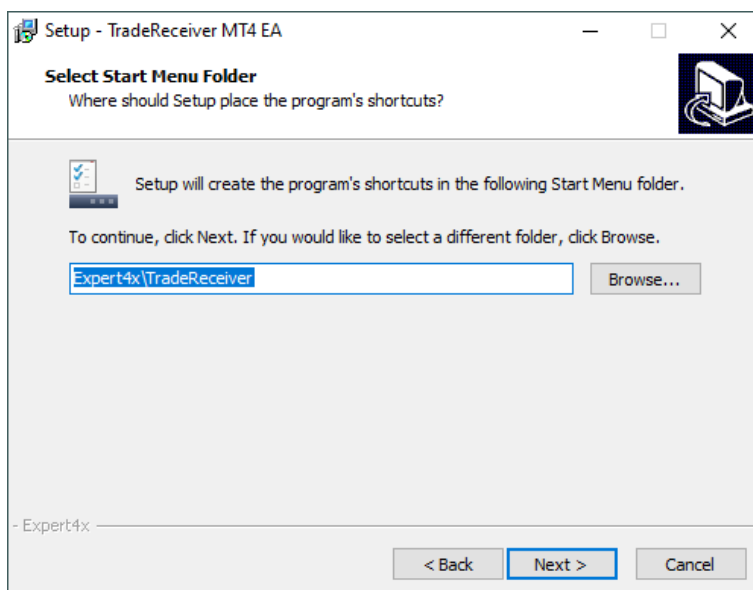 Setup - TradeReceiver MT4 EA
Select Start Menu Folder
Where should Setup place the program's shortcuts?
Setup will create the program's shortcuts in the following Start Menu folder.
To continue, click Next. If you would like to select a different folder, click Browse.
Expert4x\TradeReceiver
Browse...
Expert4x
< Back
Next >
Cancel